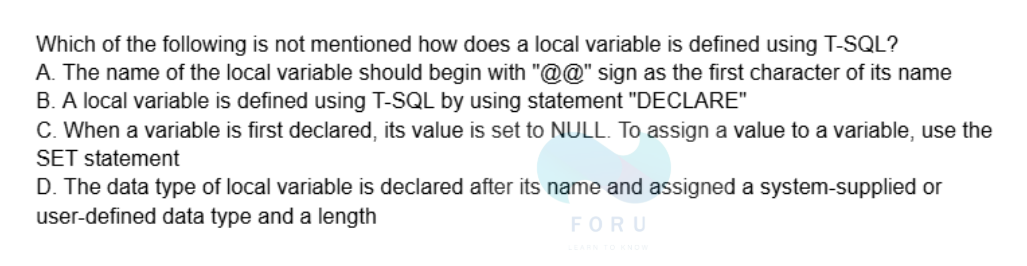 Which of the following is not mentioned how does a local variable is defined using T-SQL?
A. The name of the local variable should begin with "@@" sign as the first character of its name
B. A local variable is defined using T-SQL by using statement "DECLARE"
C. When a variable is first declared, its value is set to NULL. To assign a value to a variable, use the
SET statement
D. The data type of local variable is declared after its name and assigned a system-supplied or
user-defined data type and a length
FORU